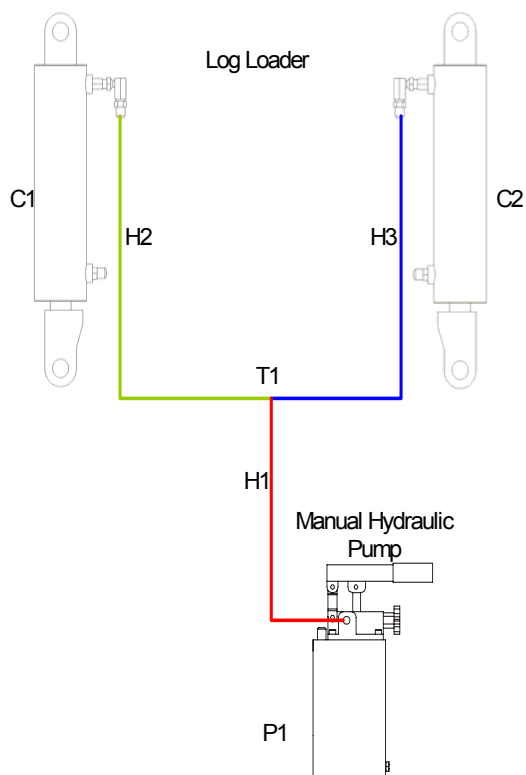 Log Loader
C1
C2
H2
H3
T1
H1
Manual Hydraulic
Pump
P1